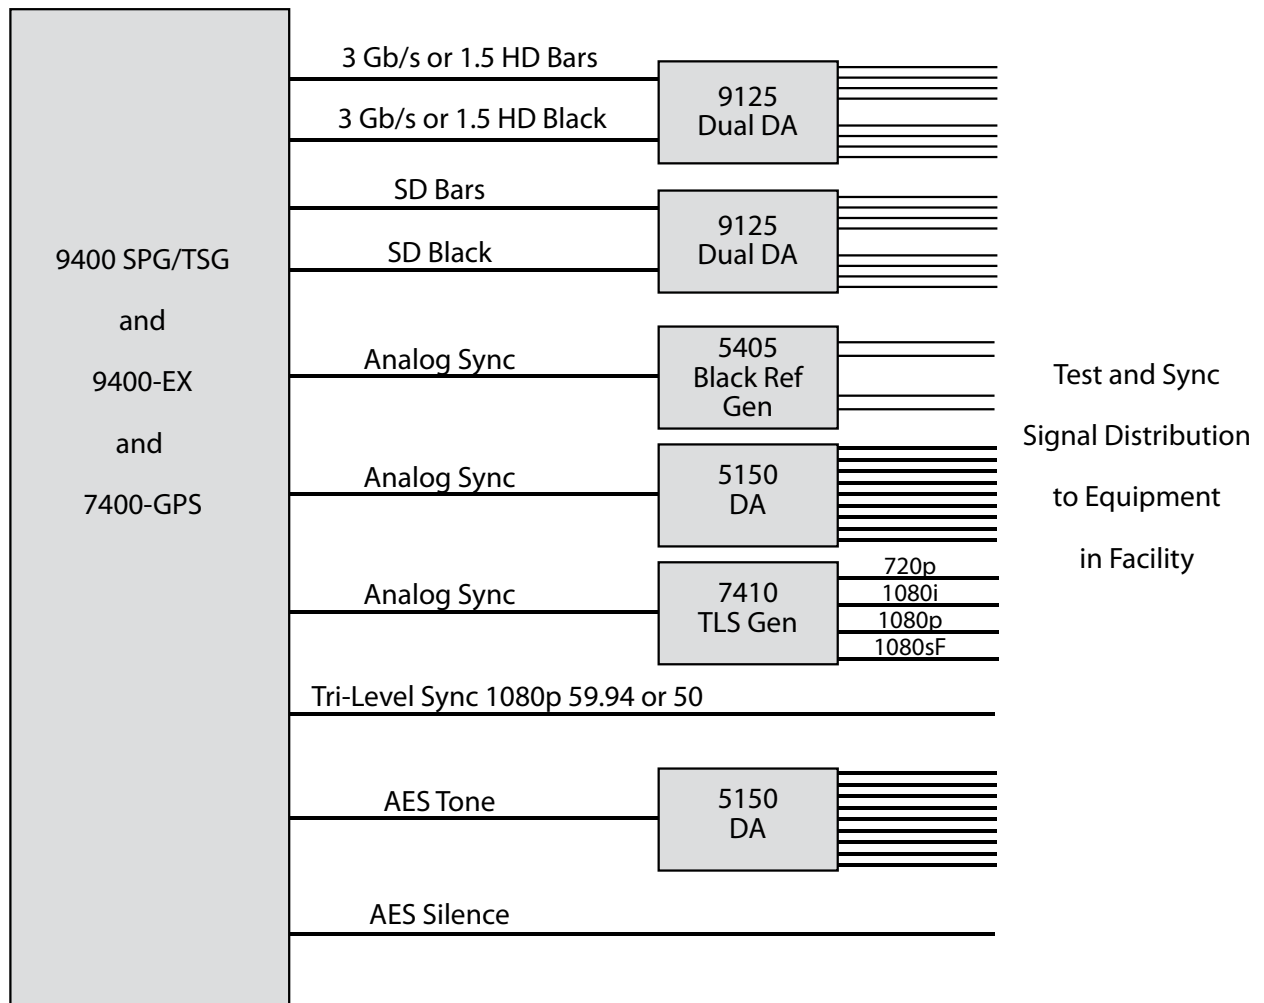 9400 SPG/TSG
and
9400-EX
and
7400-GPS
3 Gb/s or 1.5 HD Bars
3 Gb/s or 1.5 HD Black
9125
Dual DA
SD Bars
SD Black
9125
Dual DA
Analog Sync
5405
Black Ref
Gen
Analog Sync
5150
DA
Analog Sync
7410
TLS Gen
720p
1080i
1080p
1080sF
Tri-Level Sync 1080p 59.94 or 50
AES Tone
5150
DA
AES Silence
Test and Sync
Signal Distribution
to Equipment
in Facility